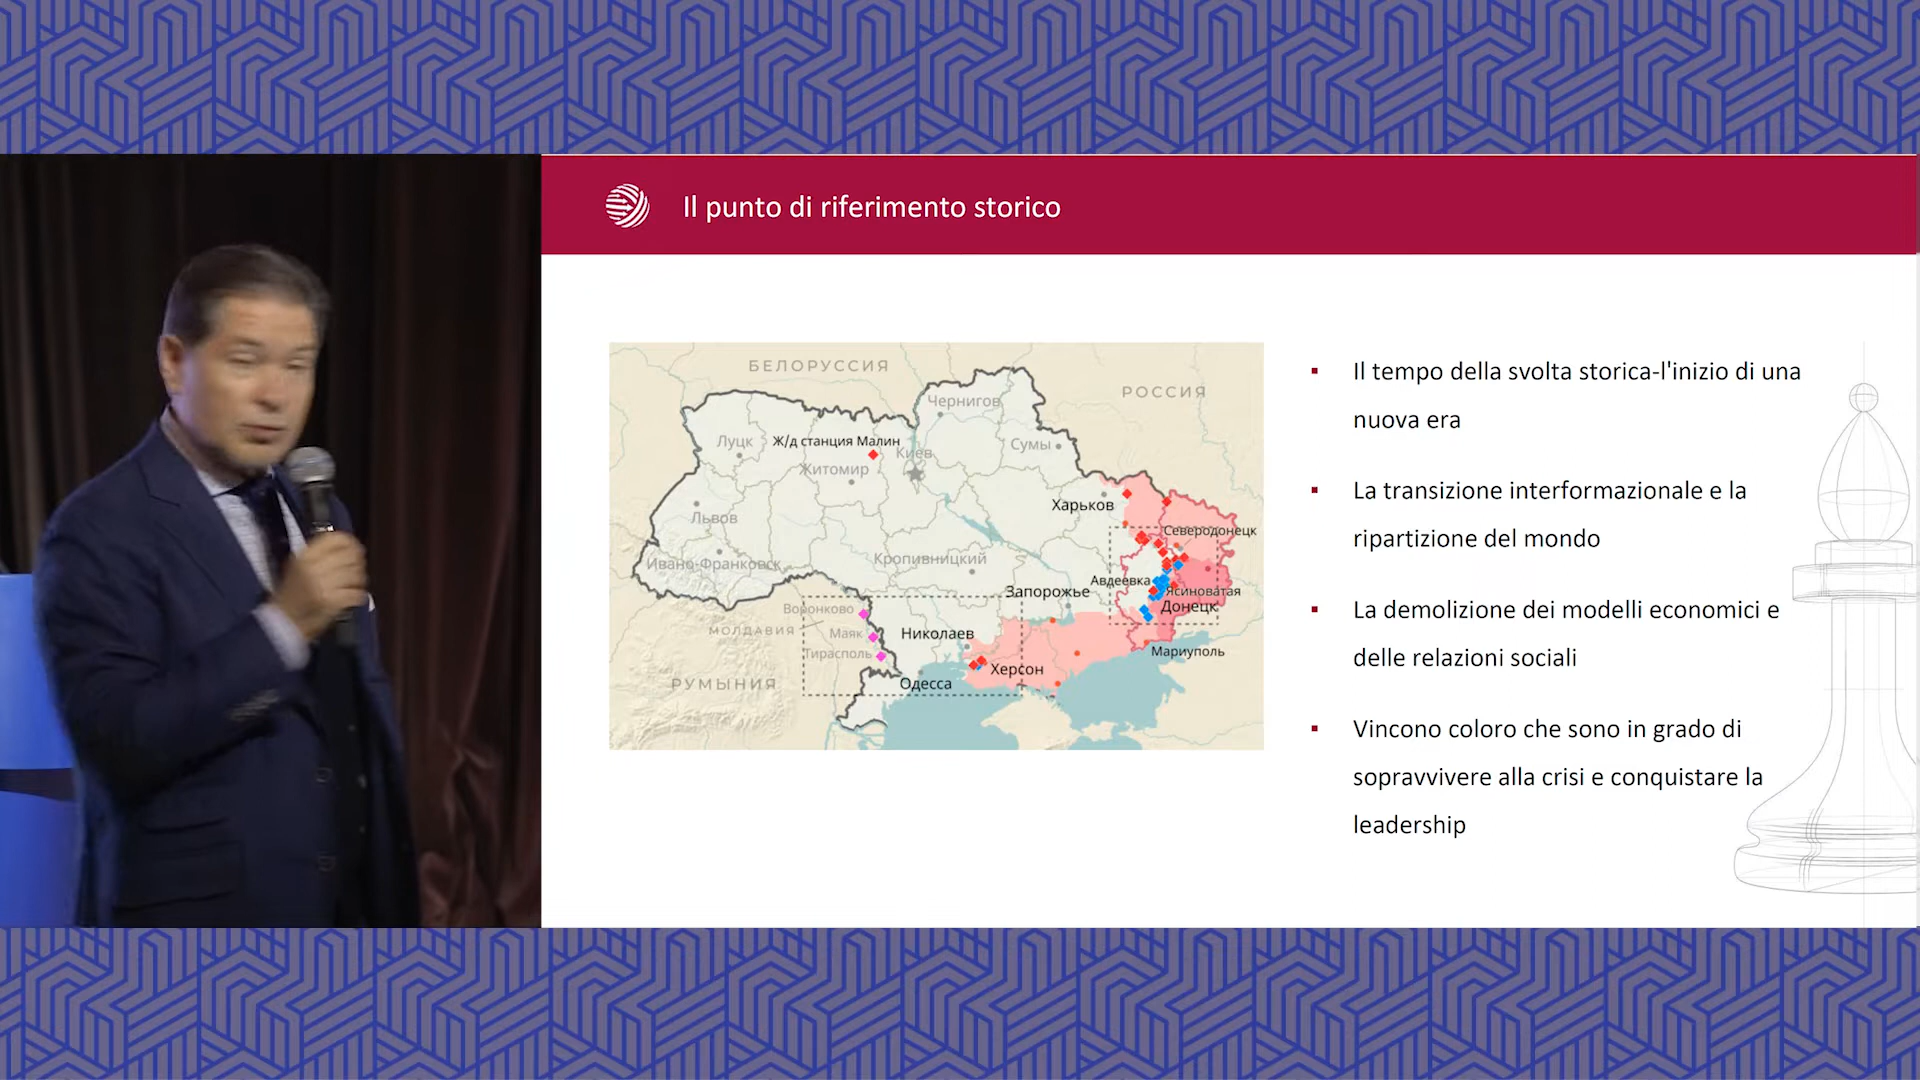 Il punto di riferimento storico
БЕЛОРУССИЯ
РОССИЯ
Чернигов
Луцк
Ж/д станция Малин
Киев
Сумы
Житомир
Харьков
Львов
Северодонецк
Кропивницкий
Ивано-Франковск
Авдеевка
Запорожье
Ясиноватая
Донецк
Воронково
МОЛДАВИЯ
Маяк
Николаев
Тирасполь
Мариуполь
Херсон
РУМЫНИЯ
Одесса
Il tempo della svolta storica-l'inizio di una
nuova era
La transizione interformazionale e la
ripartizione del mondo
La demolizione dei modelli economici e
delle relazioni sociali
Vincono coloro che sono in grado di
sopravvivere alla crisi e conquistare la
leadership